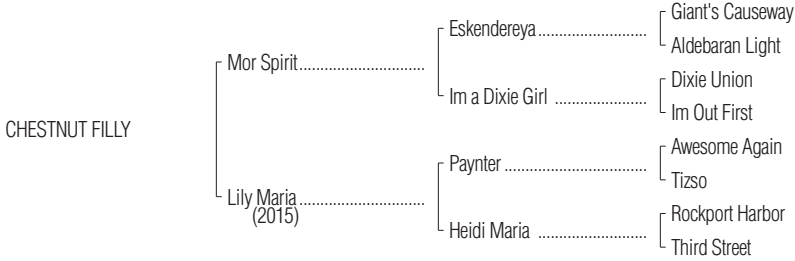 Giant's Causeway
Eskendereya
Aldebaran Light
Mor Spirit
Dixie Union
Im a Dixie Girl
Im Out First
CHESTNUT FILLY
Awesome Again
Paynter
Tizso
Lily Maria
(2015)
Rockport Harbor
Heidi Maria
Third Street